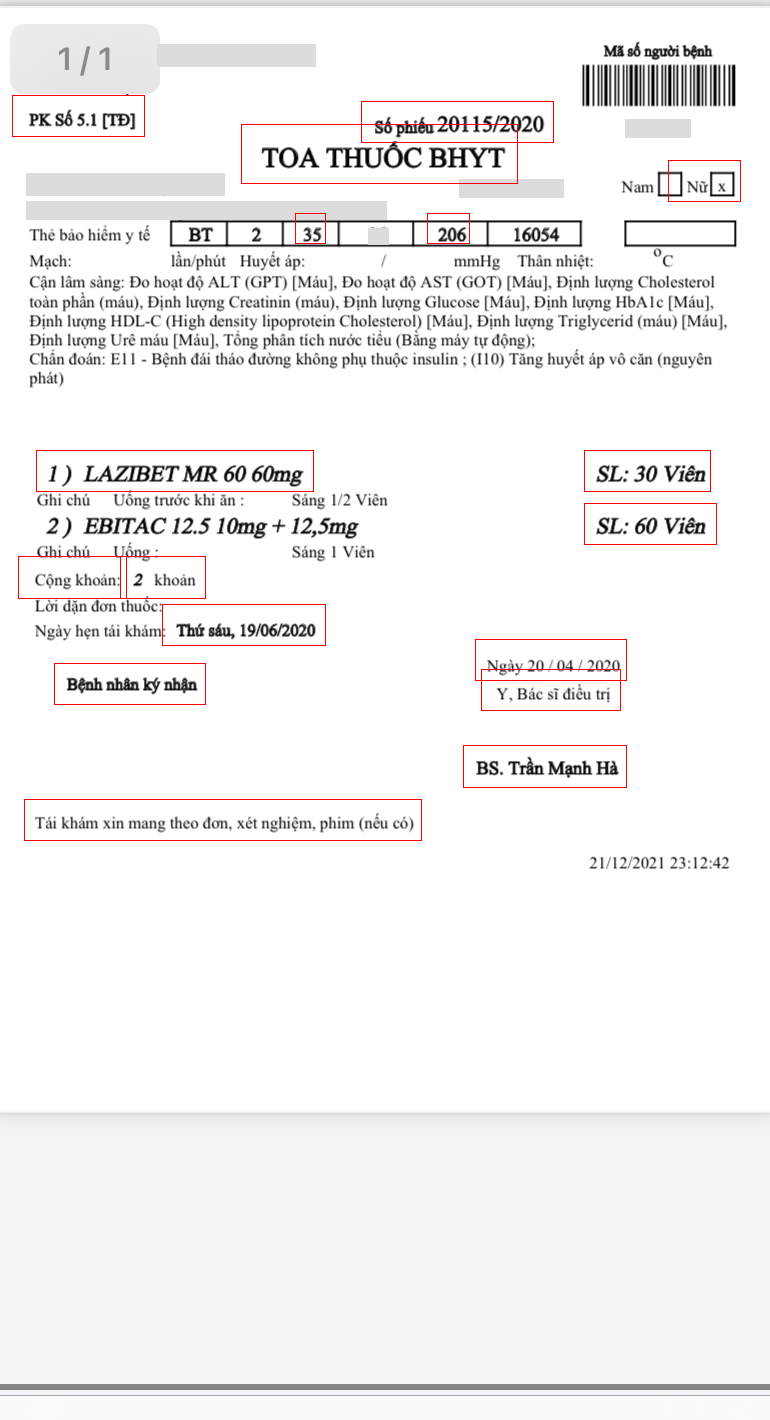 1/1
Mã số người bệnh
PK Số 5.1 [TĐ]
Số phiếu 20115/2020
TOA THUỐC BHYT
Nam Nữ x
Thẻ bảo hiểm y tế BT 2 35 206 16054
Mạch: lần/phút Huyết áp: / mmHg Thân nhiệt: °C
Cận lâm sàng: Đo hoạt độ ALT (GPT) [Máu], Đo hoạt độ AST (GOT) [Máu], Định lượng Cholesterol
toàn phần (máu), Định lượng Creatinin (máu), Định lượng Glucose [Máu], Định lượng HbA1c [Máu],
Định lượng HDL-C (High density lipoprotein Cholesterol) [Máu], Định lượng Triglycerid (máu) [Máu],
Định lượng Urê máu [Máu], Tổng phân tích nước tiểu (Bằng máy tự động);
Chẩn đoán: E11 - Bệnh đái tháo đường không phụ thuộc insulin ; (I10) Tăng huyết áp vô căn (nguyên
phát)
1 ) LAZIBET MR 60 60mg SL: 30 Viên
Ghi chú Uống trước khi ăn : Sáng 1/2 Viên
2 ) EBITAC 12.5 10mg + 12,5mg SL: 60 Viên
Ghi chú Uống : Sáng 1 Viên
Cộng khoản: 2 khoản
Lời dặn đơn thuốc:
Ngày hẹn tái khám: Thứ sáu, 19/06/2020
Ngày 20 / 04 / 2020
Bệnh nhân ký nhận Y, Bác sĩ điều trị
BS. Trần Mạnh Hà
Tái khám xin mang theo đơn, xét nghiệm, phim (nếu có)
21/12/2021 23:12:42